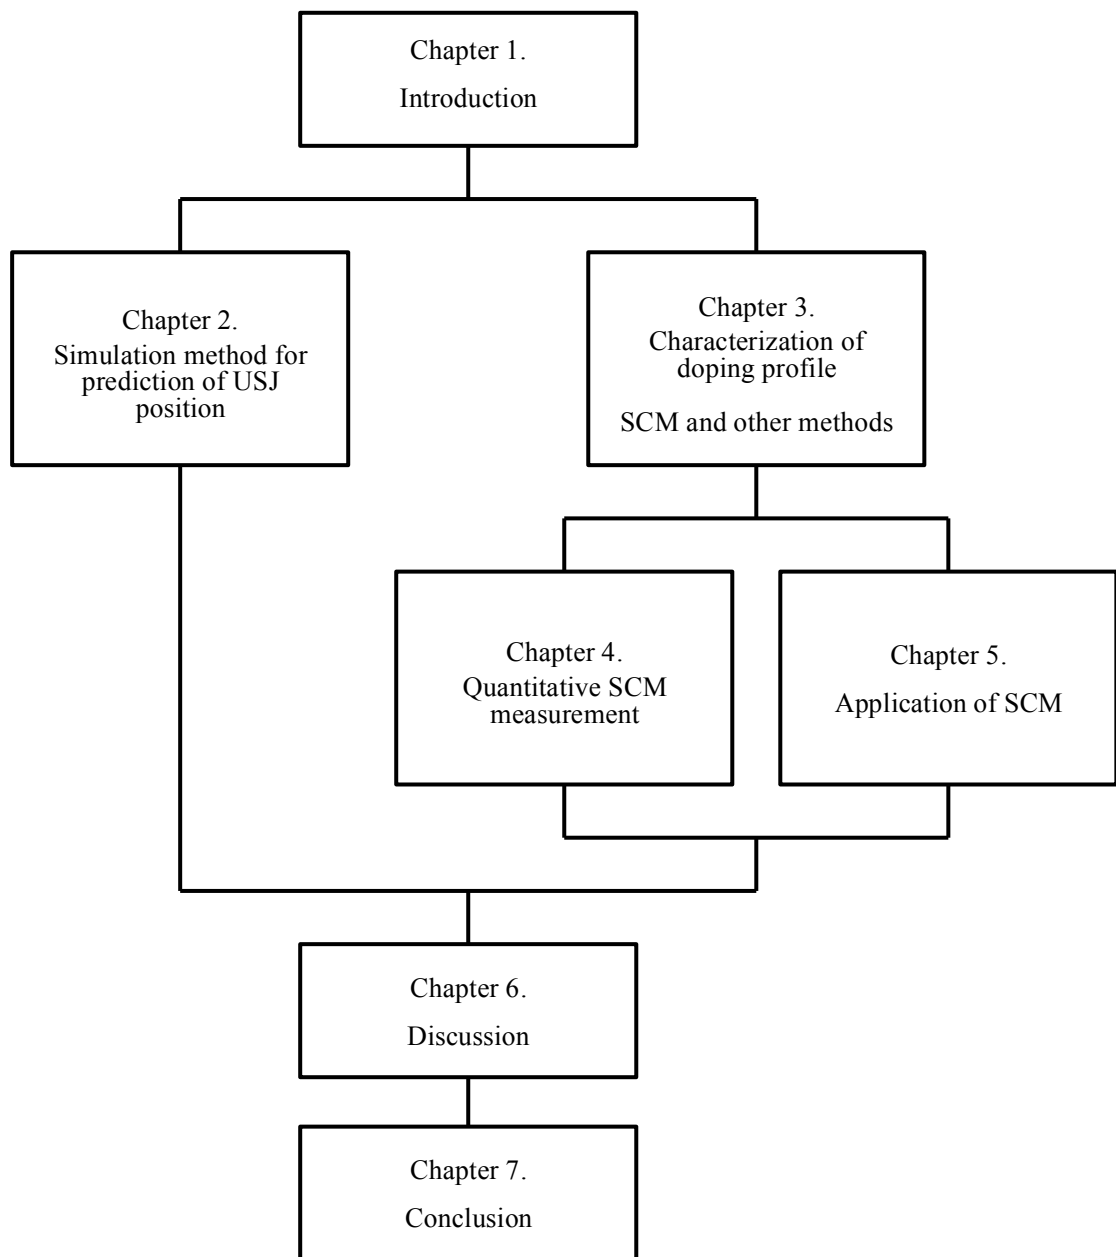 Chapter 1.
Introduction
Chapter 2.
Simulation method for
prediction of USJ
position
Chapter 3.
Characterization of
doping profile
SCM and other methods
Chapter 4.
Quantitative SCM
measurement
Chapter 5.
Application of SCM
Chapter 6.
Discussion
Chapter 7.
Conclusion